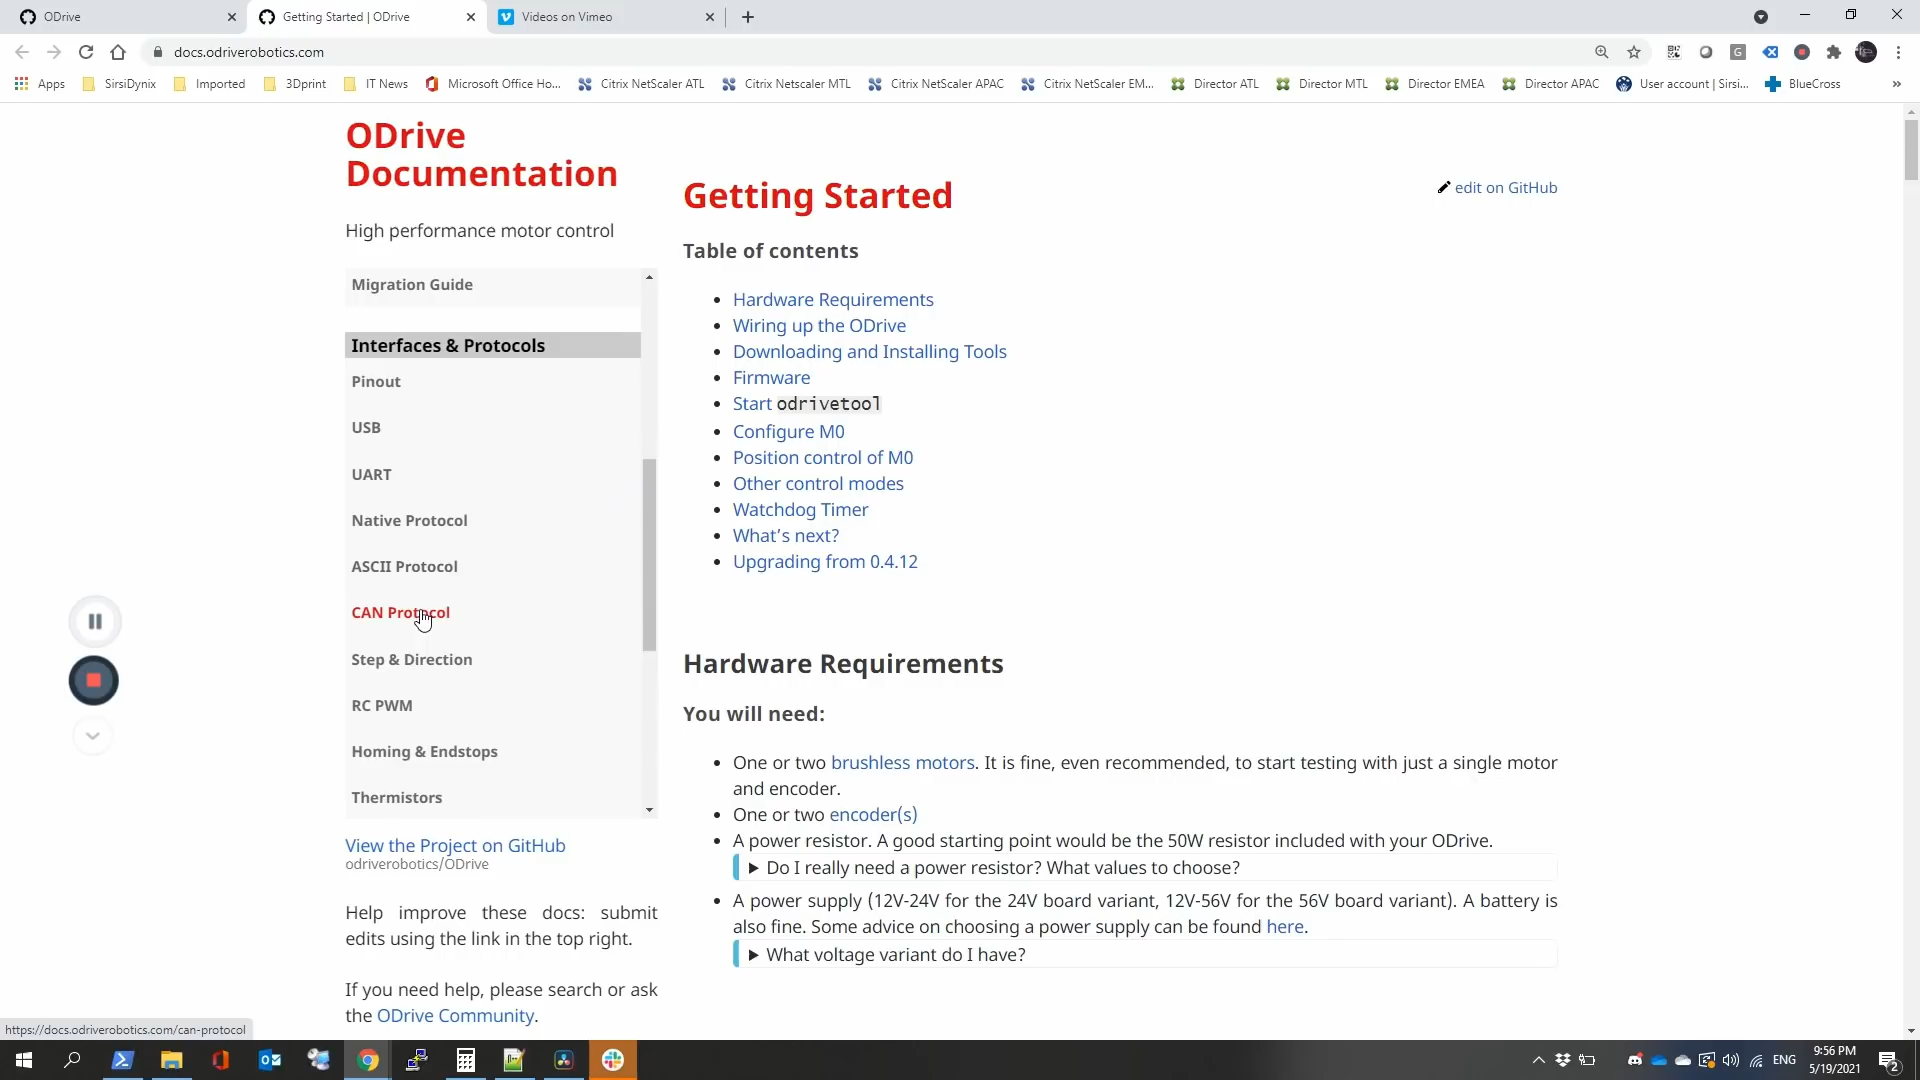 ODrive
Getting Started | ODrive
Videos on Vimeo
docs.odriverobotics.com
Apps
SirsiDynix
Imported
3Dprint
IT News
Microsoft Office Ho...
Citrix NetScaler ATL
Citrix Netscaler MTL
Citrix NetScaler APAC
Citrix NetScaler EM...
Director ATL
Director MTL
Director EMEA
Director APAC
User account | Sirsi...
BlueCross
»
ODrive
Documentation
High performance motor control
Migration Guide
Interfaces & Protocols
Pinout
USB
UART
Native Protocol
ASCII Protocol
CAN Protocol
Step & Direction
RC PWM
Homing & Endstops
Thermistors
View the Project on GitHub
odriverobotics/ODrive
Help improve these docs: submit
edits using the link in the top right.
If you need help, please search or ask
the ODrive Community.
Getting Started
edit on GitHub
Table of contents
• Hardware Requirements
• Wiring up the ODrive
• Downloading and Installing Tools
• Firmware
• Start odrivetool
• Configure M0
• Position control of M0
• Other control modes
• Watchdog Timer
• What's next?
• Upgrading from 0.4.12
Hardware Requirements
You will need:
• One or two brushless motors. It is fine, even recommended, to start testing with just a single motor
and encoder.
• One or two encoder(s)
• A power resistor. A good starting point would be the 50W resistor included with your ODrive.
▶ Do I really need a power resistor? What values to choose?
• A power supply (12V-24V for the 24V board variant, 12V-56V for the 56V board variant). A battery is
also fine. Some advice on choosing a power supply can be found here.
▶ What voltage variant do I have?
https://docs.odriverobotics.com/can-protocol
ENG
9:56 PM
5/19/2021
2